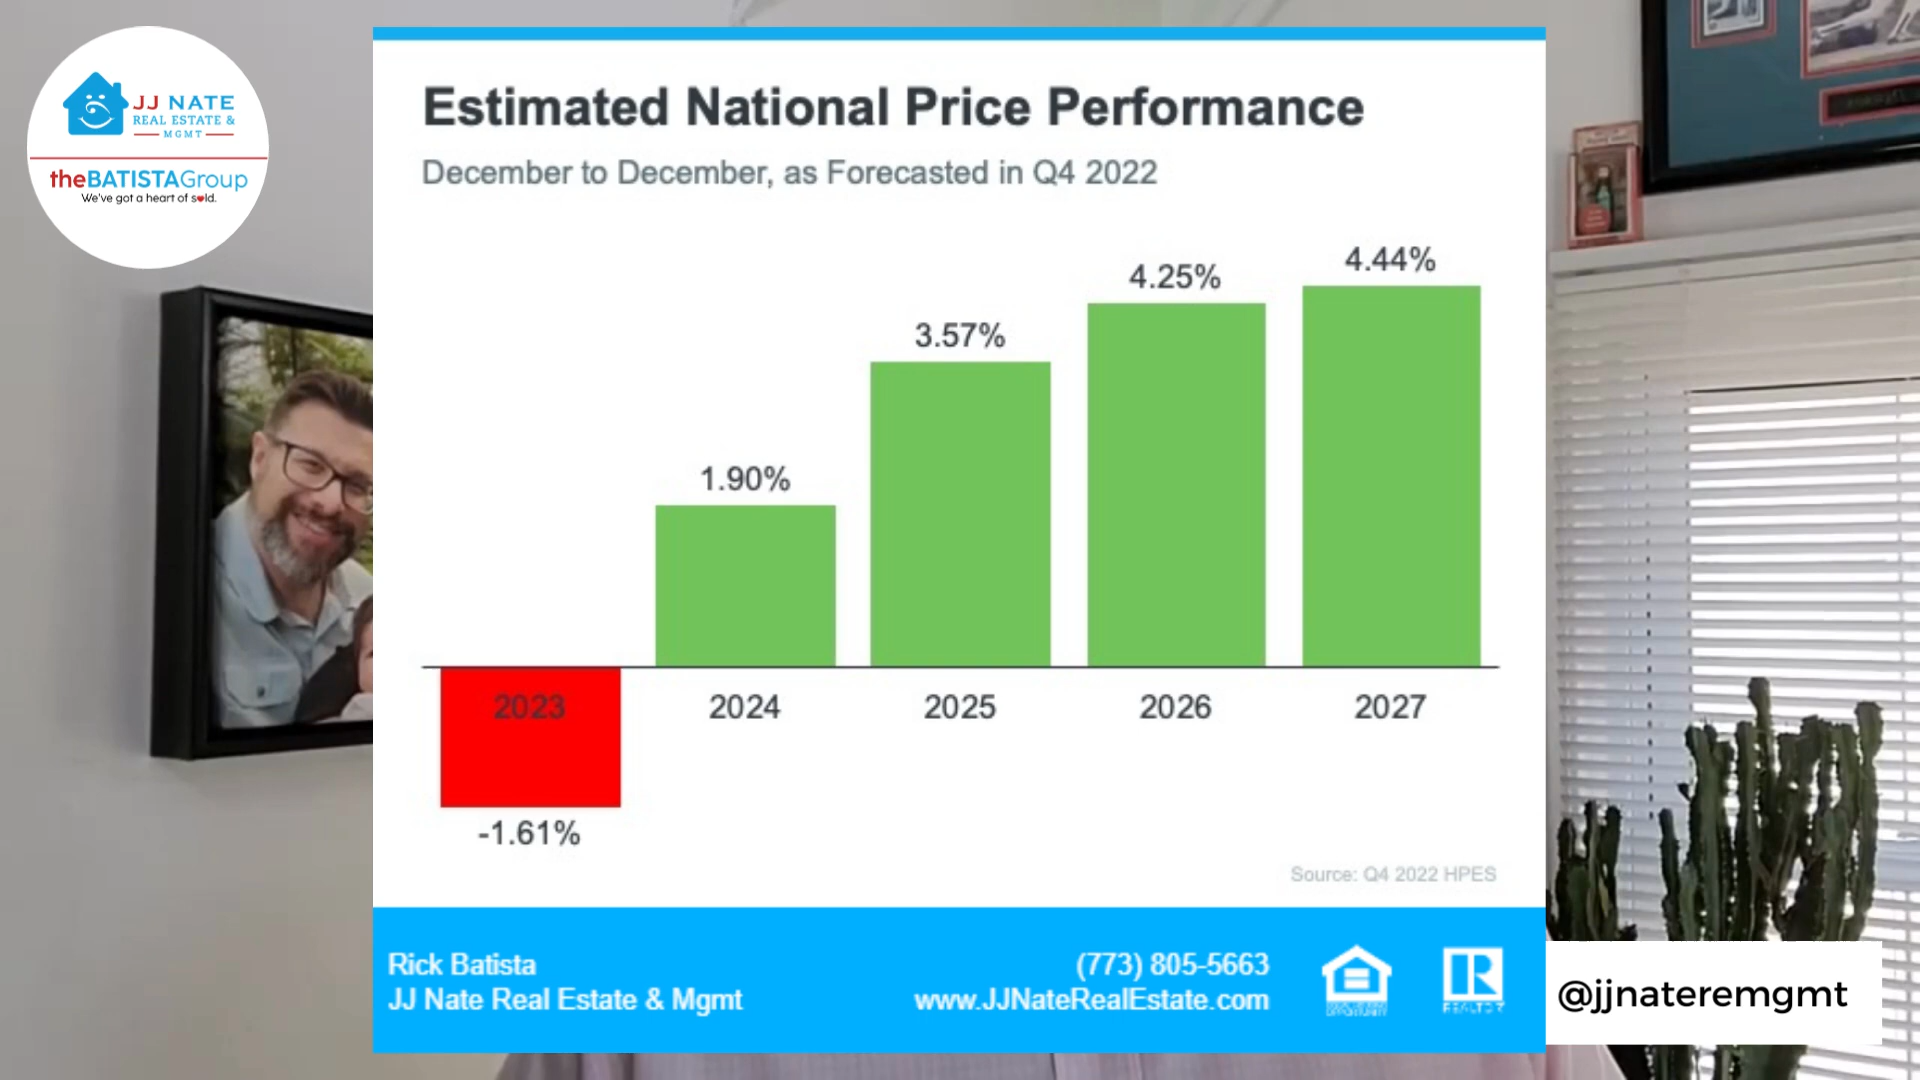 JJ NATE
REAL ESTATE &
MGMT
theBATISTAGroup
We've got a heart of sold.
Estimated National Price Performance
December to December, as Forecasted in Q4 2022
-1.61%
1.90%
3.57%
4.25%
4.44%
2023
2024
2025
2026
2027
Source: Q4 2022 HPES
Rick Batista
JJ Nate Real Estate & Mgmt
(773) 805-5663
www.JJNateRealEstate.com
OPPORTUNITY
REALTOR
@jjnateremgmt